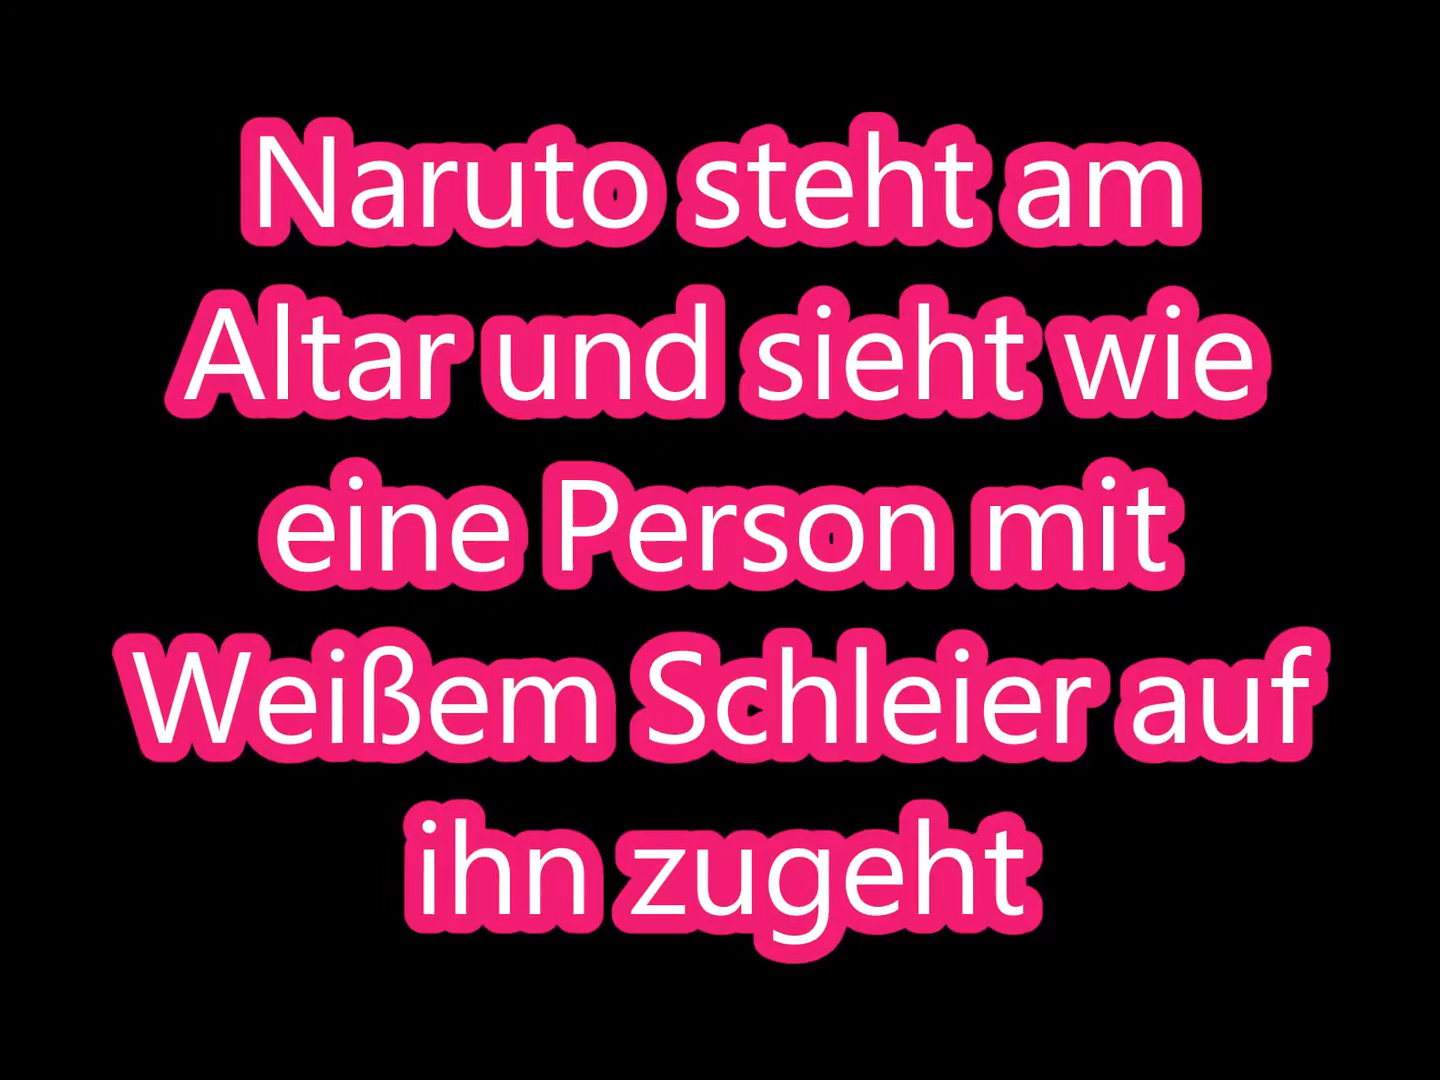 Naruto steht am
Altar und sieht wie
eine Person mit
Weißem Schleier auf
ihn zugeht